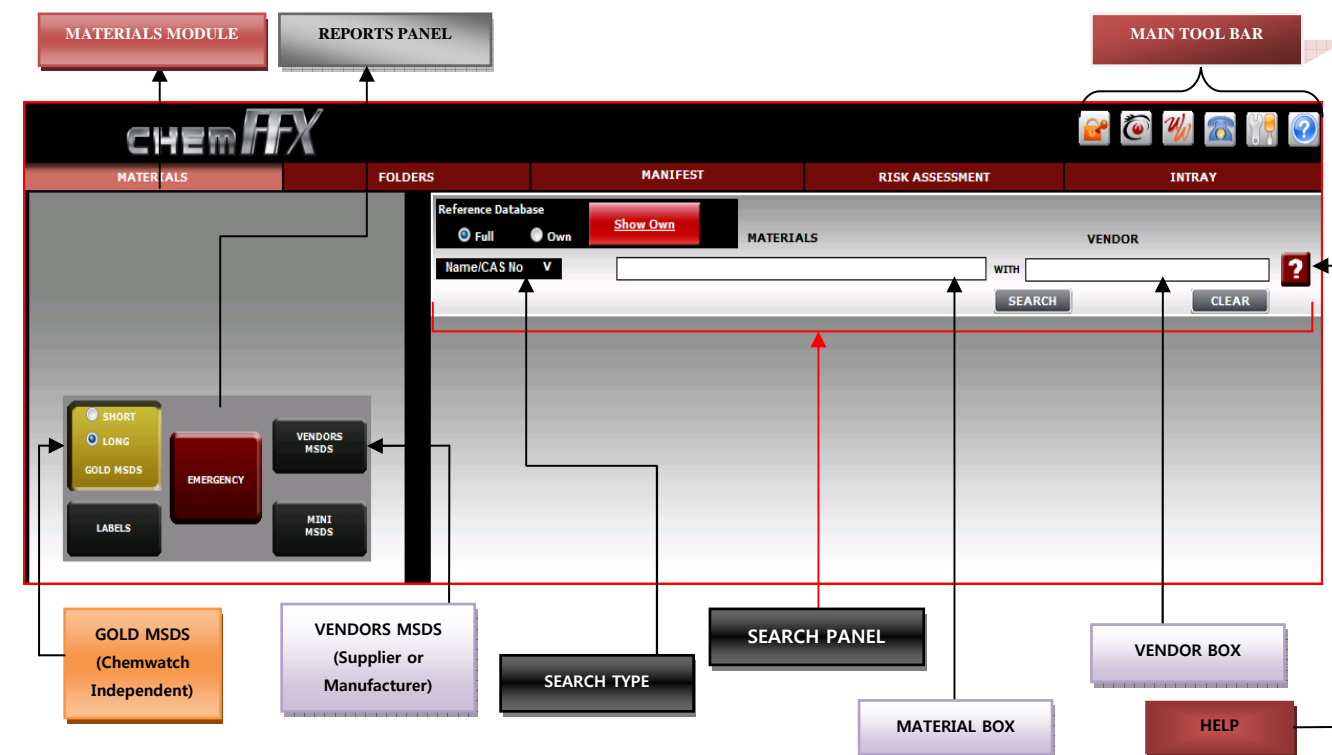 MATERIALS MODULE
REPORTS PANEL
MAIN TOOL BAR
CHEM FFX
W
?
MATERIALS
FOLDERS
MANIFEST
RISK ASSESSMENT
INTRAY
Reference Database
Full
Own
Show Own
MATERIALS
VENDOR
Name/CAS No V
WITH
?
SEARCH
CLEAR
SHORT
LONG
GOLD MSDS
EMERGENCY
VENDORS
MSDS
LABELS
MINI
MSDS
GOLD MSDS
(Chemwatch
Independent)
VENDORS MSDS
(Supplier or
Manufacturer)
SEARCH TYPE
SEARCH PANEL
MATERIAL BOX
VENDOR BOX
HELP